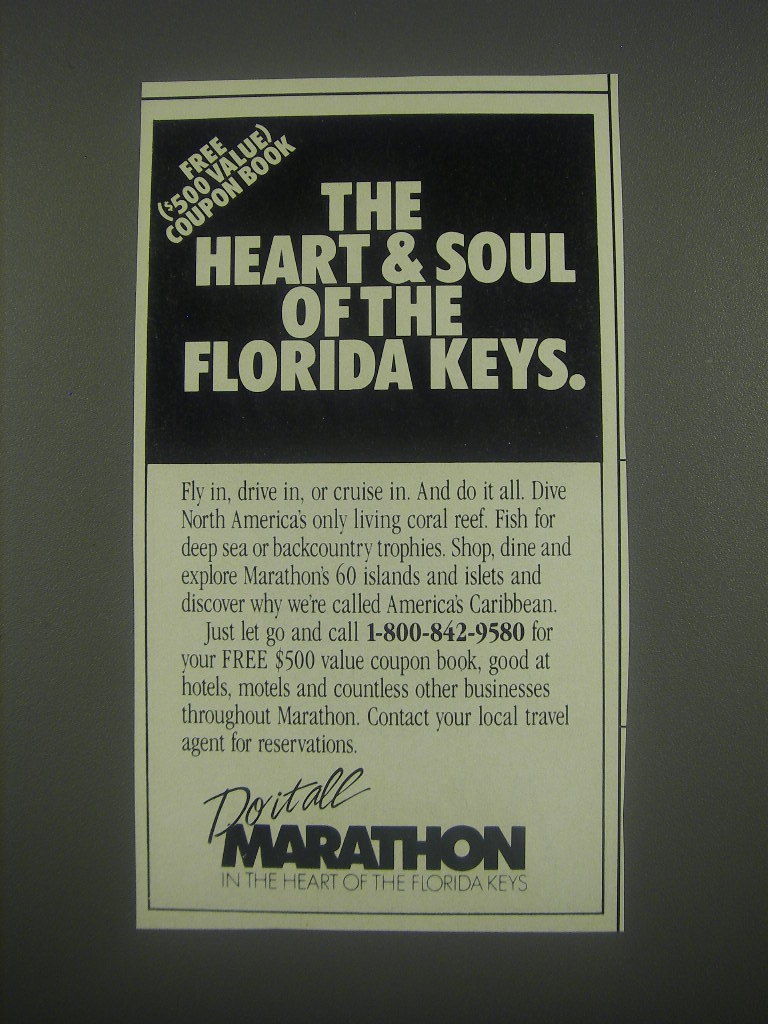 FREE
($500 VALUE)
COUPON BOOK
THE
HEART & SOUL
OF THE
FLORIDA KEYS.
Fly in, drive in, or cruise in. And do it all. Dive
North America's only living coral reef. Fish for
deep sea or backcountry trophies. Shop, dine and
explore Marathon's 60 islands and islets and
discover why we're called America's Caribbean.
Just let go and call 1-800-842-9580 for
your FREE $500 value coupon book, good at
hotels, motels and countless other businesses
throughout Marathon. Contact your local travel
agent for reservations.
Do it all
MARATHON
IN THE HEART OF THE FLORIDA KEYS